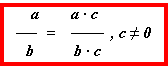 a/b = a · c/b · c , c ≠ 0